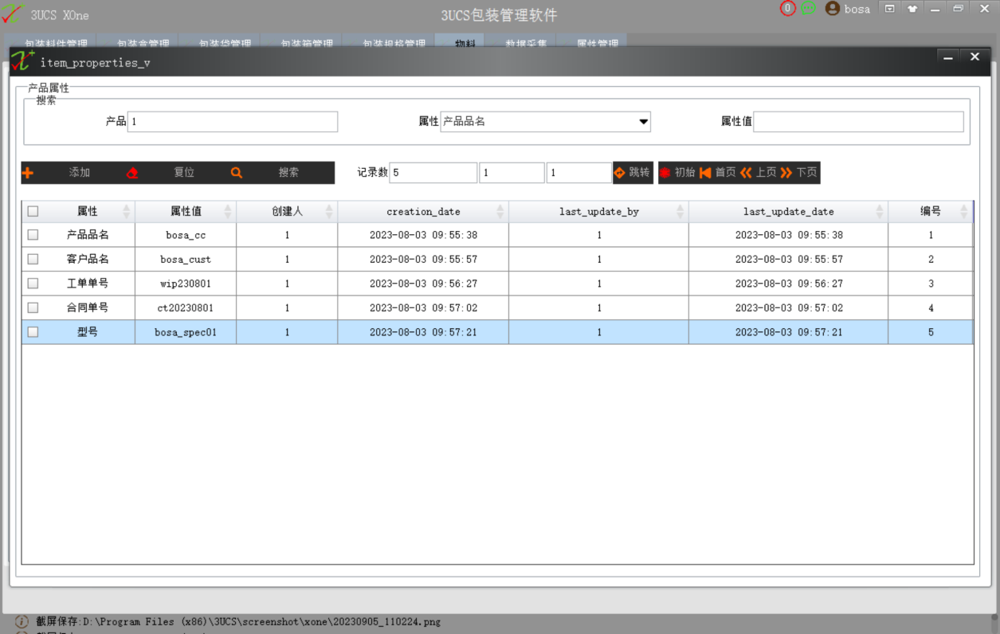 3UCS XOne
3UCS包装管理软件
0
bosa
包装料件管理 包装盒管理 包装袋管理 包装箱管理 包装规格管理 物料 数据采集 属性管理
item_properties_v
产品属性
搜索
产品 1 属性 产品品名 属性值
添加 复位 搜索 记录数 5 1 1 跳转 初始 首页 上页 下页
属性 属性值 创建人 creation_date last_update_by last_update_date 编号
产品品名 bosa_cc 1 2023-08-03 09:55:38 1 2023-08-03 09:55:38 1
客户品名 bosa_cust 1 2023-08-03 09:55:57 1 2023-08-03 09:55:57 2
工单单号 wip230801 1 2023-08-03 09:56:27 1 2023-08-03 09:56:27 3
合同单号 ct20230801 1 2023-08-03 09:57:02 1 2023-08-03 09:57:02 4
型号 bosa_spec01 1 2023-08-03 09:57:21 1 2023-08-03 09:57:21 5
截屏保存:D:\Program Files (x86)\3UCS\screenshot\xone\20230905_110224.png